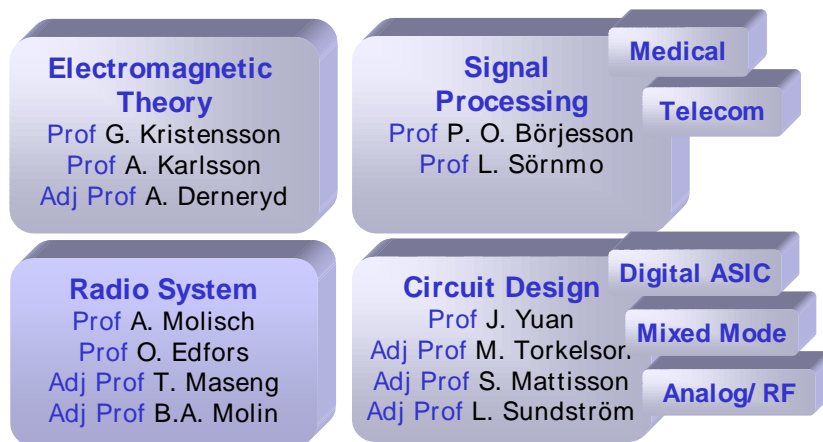 Electromagnetic
Theory
Prof G. Kristensson
Prof A. Karlsson
Adj Prof A. Derneryd
Signal
Processing
Prof P. O. Börjesson
Prof L. Sörnmo
Medical
Telecom
Radio System
Prof A. Molisch
Prof O. Edfors
Adj Prof T. Maseng
Adj Prof B.A. Molin
Circuit Design
Prof J. Yuan
Adj Prof M. Torkelson
Adj Prof S. Mattisson
Adj Prof L. Sundström
Digital ASIC
Mixed Mode
Analog/ RF